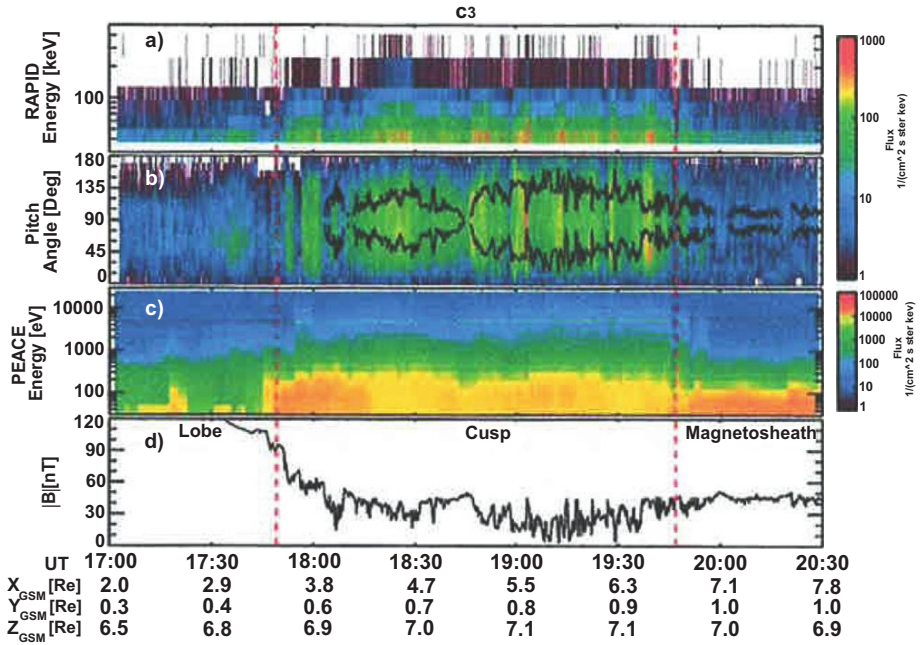 c3
a)
RAPID
Energy [keV]
100
1000
100
10
1
Flux
1/(cm^2 s ster kev)
b)
Pitch
Angle [Deg]
180
135
90
45
0
c)
PEACE
Energy [eV]
10000
1000
100
100000
10000
1000
100
10
1
Flux
1/(cm^2 s ster kev)
d)
|B|[nT]
120
90
60
30
0
Lobe
Cusp
Magnetosheath
UT 17:00 17:30 18:00 18:30 19:00 19:30 20:00 20:30
X GSM [Re] 2.0 2.9 3.8 4.7 5.5 6.3 7.1 7.8
Y GSM [Re] 0.3 0.4 0.6 0.7 0.8 0.9 1.0 1.0
Z GSM [Re] 6.5 6.8 6.9 7.0 7.1 7.1 7.0 6.9